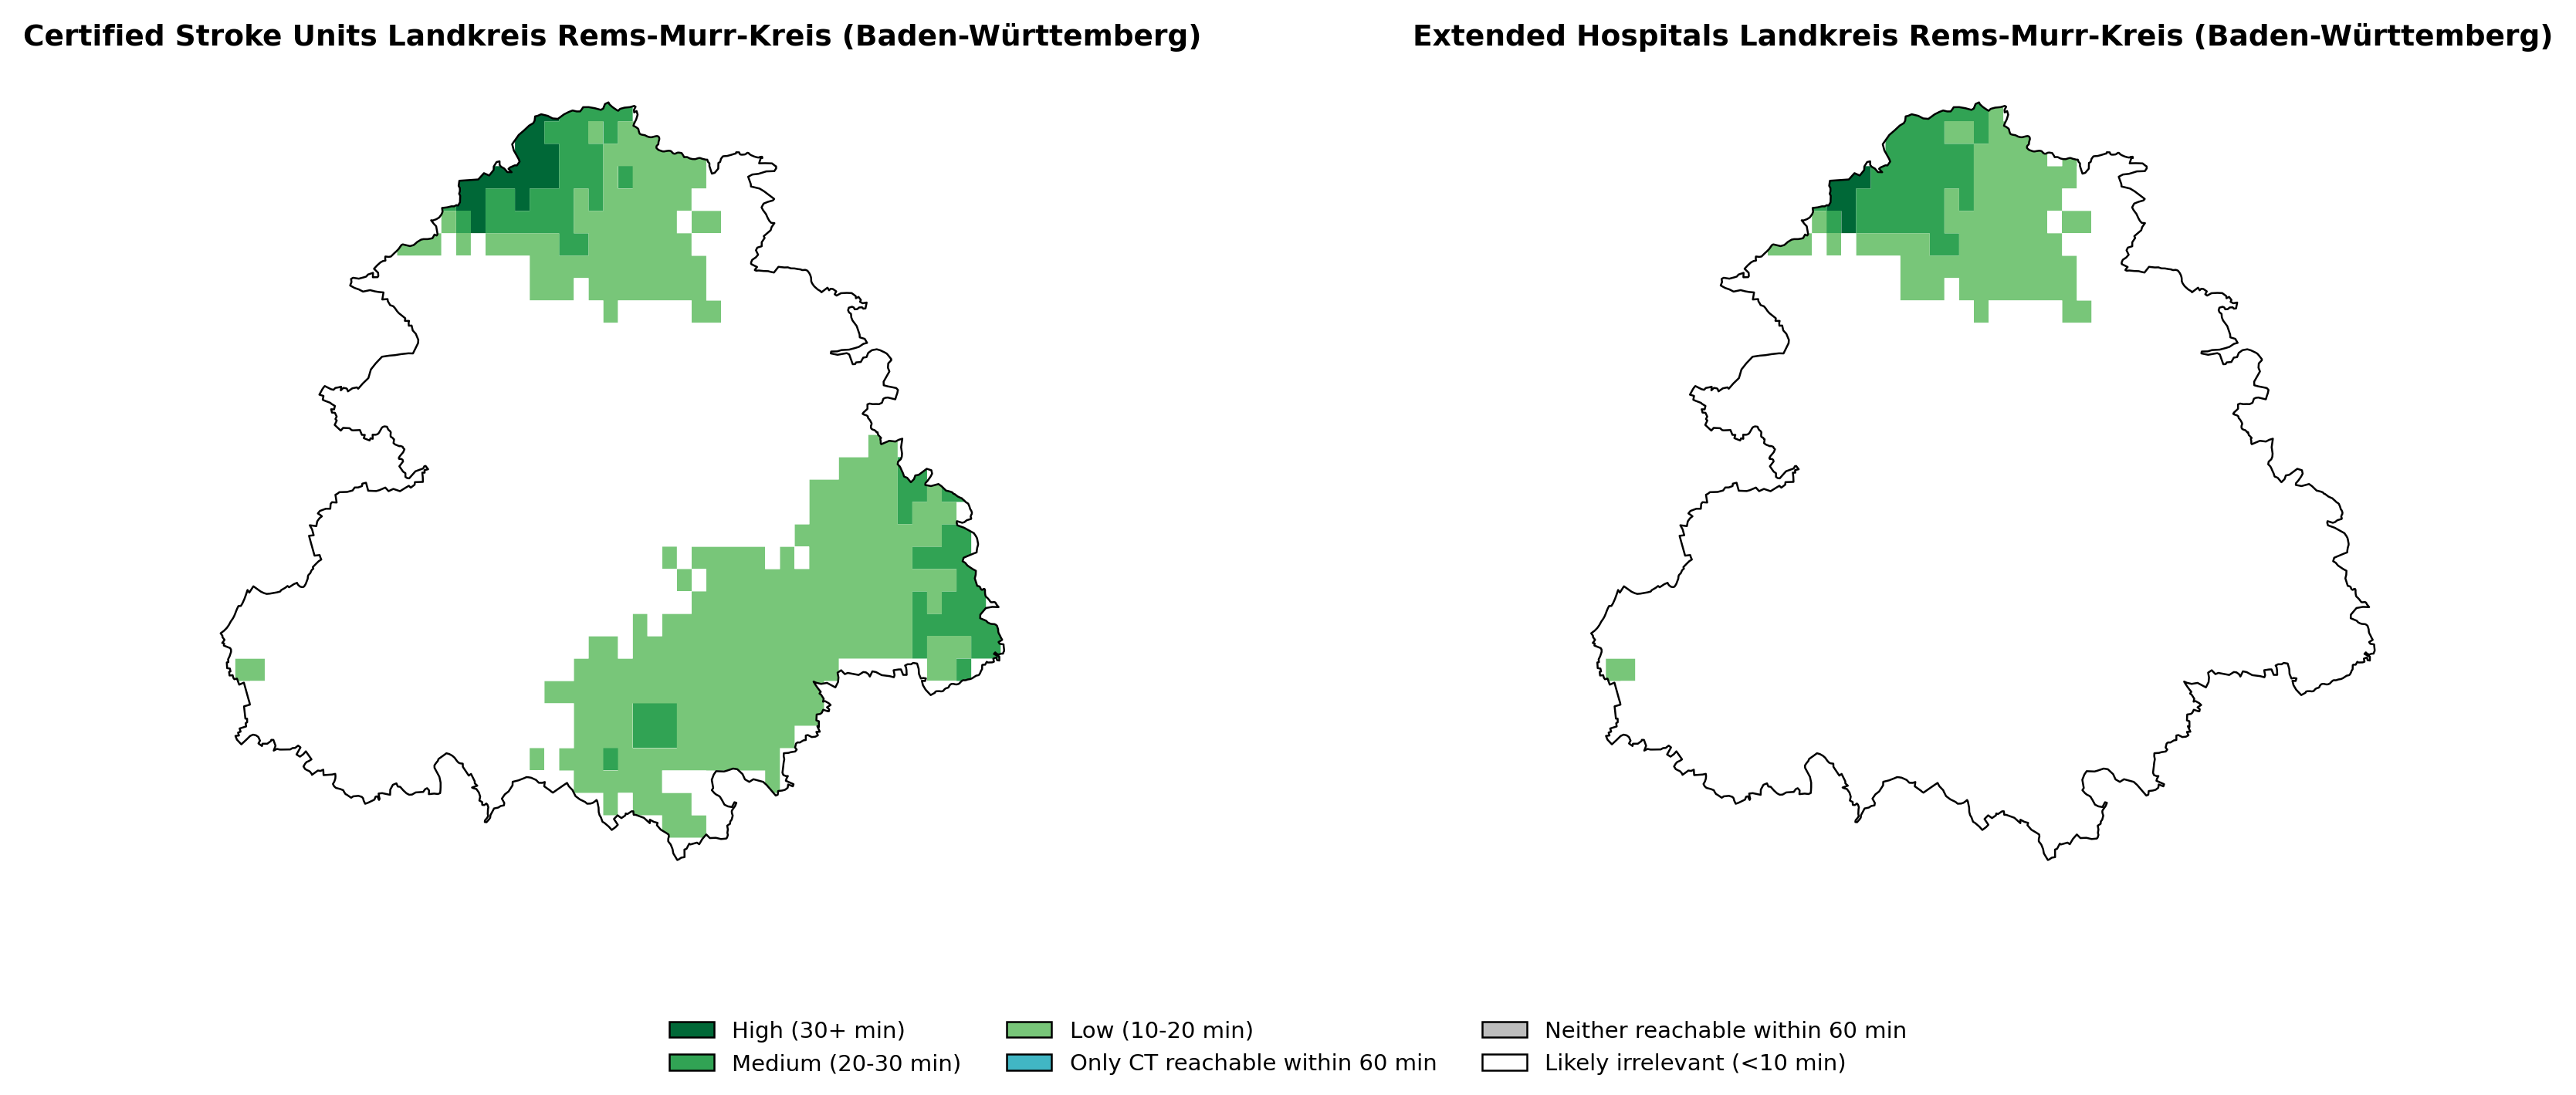 Certified Stroke Units Landkreis Rems-Murr-Kreis (Baden-Württemberg)
Extended Hospitals Landkreis Rems-Murr-Kreis (Baden-Württemberg)
High (30+ min)
Medium (20-30 min)
Low (10-20 min)
Only CT reachable within 60 min
Neither reachable within 60 min
Likely irrelevant (<10 min)